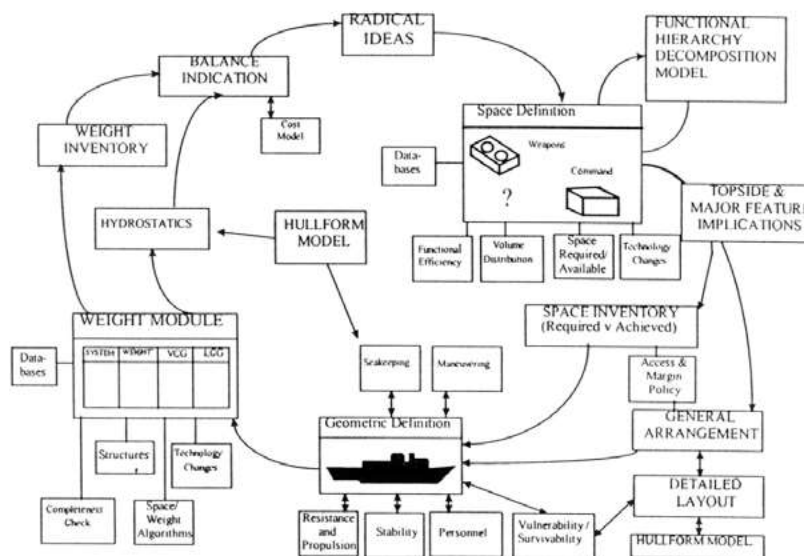 RADICAL
IDEAS
FUNCTIONAL
HIERARCHY
DECOMPOSITION
MODEL
BALANCE
INDICATION
Cost
Model
WEIGHT
INVENTORY
Space Definition
Weapons
Command
?
Data-
bases
Functional
Efficiency
Volume
Distribution
Space
Required/
Available
Technology
Changes
TOPSIDE &
MAJOR FEATURE
IMPLICATIONS
HYDROSTATICS
HULLFORM
MODEL
WEIGHT MODULE
SYSTEM WEIGHT VCG LCG
Data-
bases
Structures
Technology
Changes
Completeness
Check
Space/
Weight
Algorithms
SPACE INVENTORY
(Required v Achieved)
Access &
Margin
Policy
Seakeeping
Maneuvering
Geometric Definition
GENERAL
ARRANGEMENT
DETAILED
LAYOUT
HULLFORM MODEL
Resistance
and
Propulsion
Stability
Personnel
Vulnerability/
Survivability